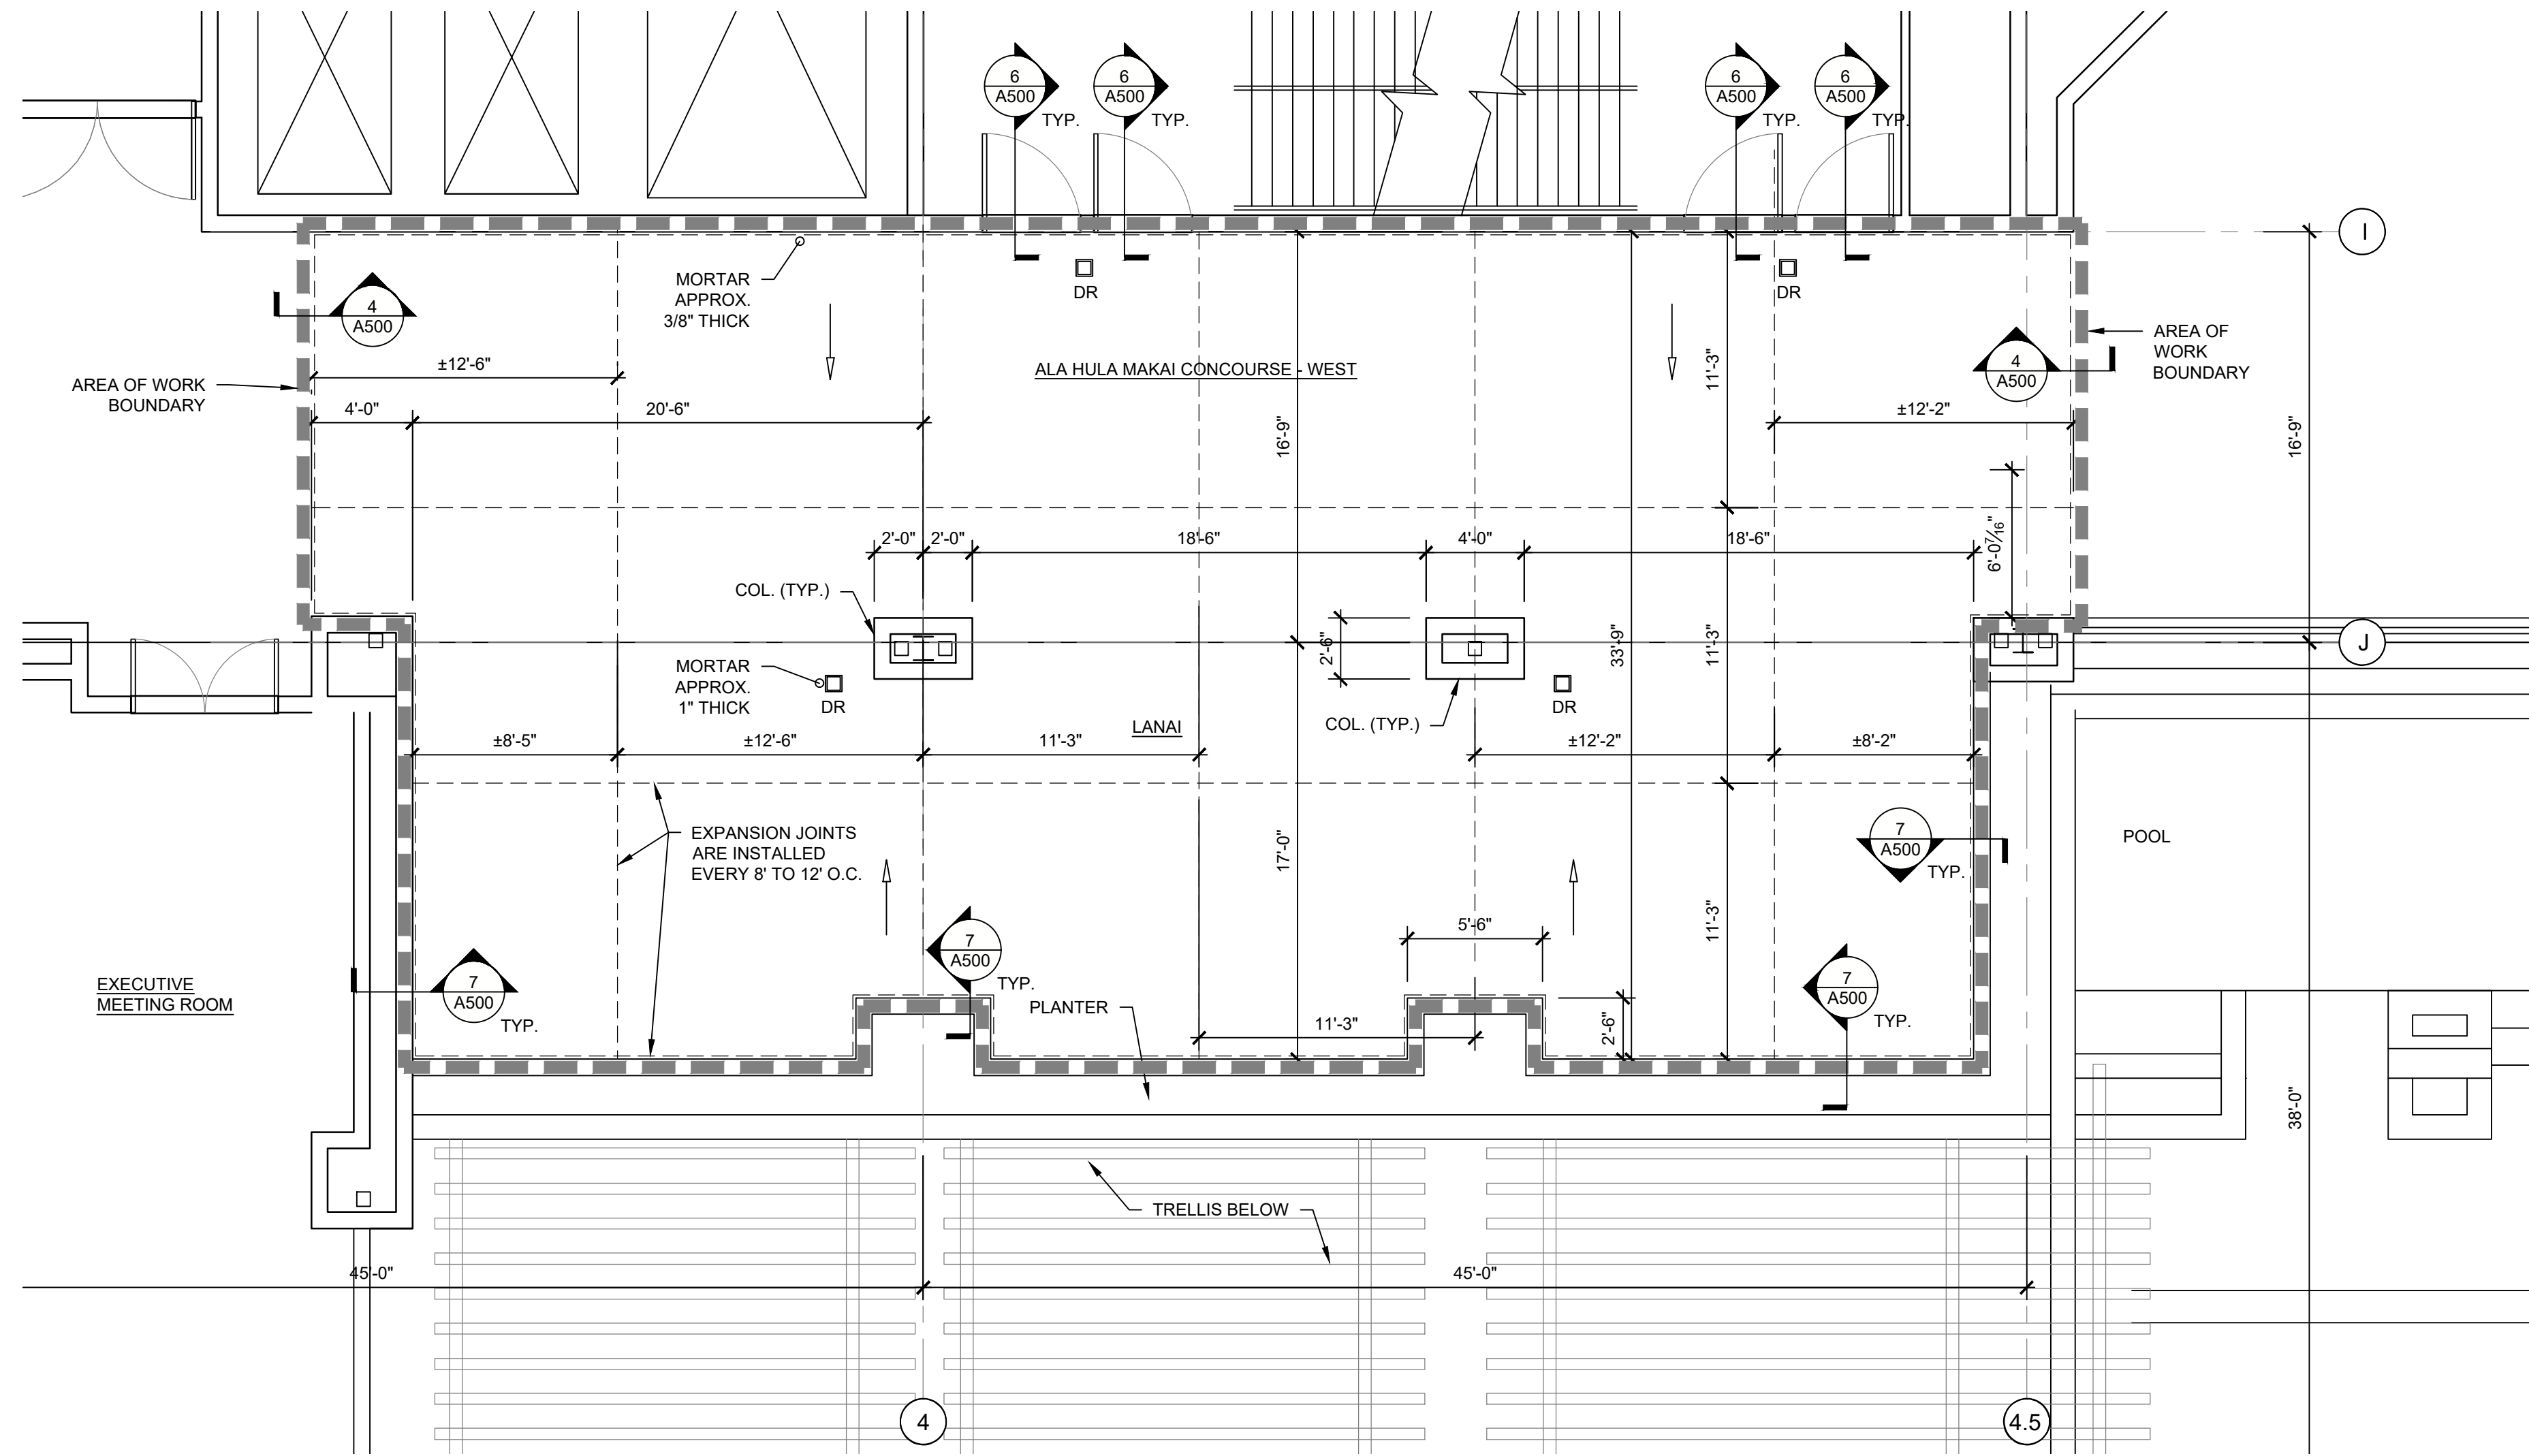 6
A500
TYP.
6
A500
TYP.
6
A500
TYP.
6
A500
TYP.
I
MORTAR
APPROX.
3/8" THICK
DR
DR
4
A500
AREA OF
WORK
BOUNDARY
4
A500
AREA OF WORK
BOUNDARY
±12'-6"
ALA HULA MAKAI CONCOURSE - WEST
11'-3"
4'-0"
20'-6"
16'-9"
±12'-2"
16'-9"
2'-0"
2'-0"
18'-6"
4'-0"
18'-6"
6'-0 7/16"
COL. (TYP.)
2'-6"
33'-9"
11'-3"
J
MORTAR
APPROX.
1" THICK
DR
DR
LANAI
COL. (TYP.)
±8'-5"
±12'-6"
11'-3"
±12'-2"
±8'-2"
EXPANSION JOINTS
ARE INSTALLED
EVERY 8' TO 12' O.C.
17'-0"
7
A500
TYP.
POOL
11'-3"
5'-6"
7
A500
TYP.
7
A500
TYP.
7
A500
TYP.
EXECUTIVE
MEETING ROOM
PLANTER
11'-3"
2'-6"
38'-0"
TRELLIS BELOW
45'-0"
45'-0"
4
4.5